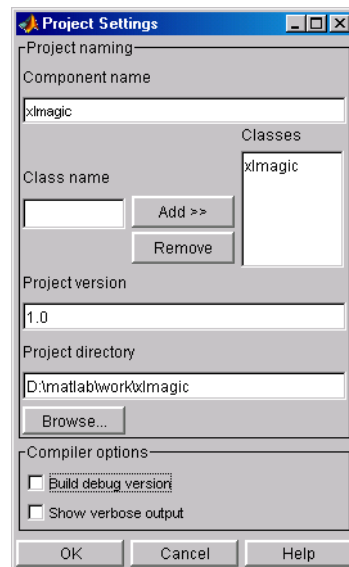 Project Settings
Project naming
Component name
xlmagic
Classes
xlmagic
Class name
Add >>
Remove
Project version
1.0
Project directory
D:\matlab\work\xlmagic
Browse...
Compiler options
Build debug version
Show verbose output
OK
Cancel
Help